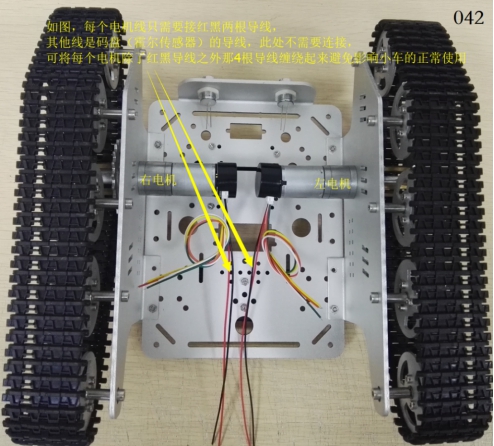 042
如图，每个电机线只需要接红黑两根导线，
其他线是码盘（霍尔传感器）的导线，此处不需要连接，
可将每个电机除了红黑导线之外那4根导线缠绕起来避免影响小车的正常使用
右电机
左电机